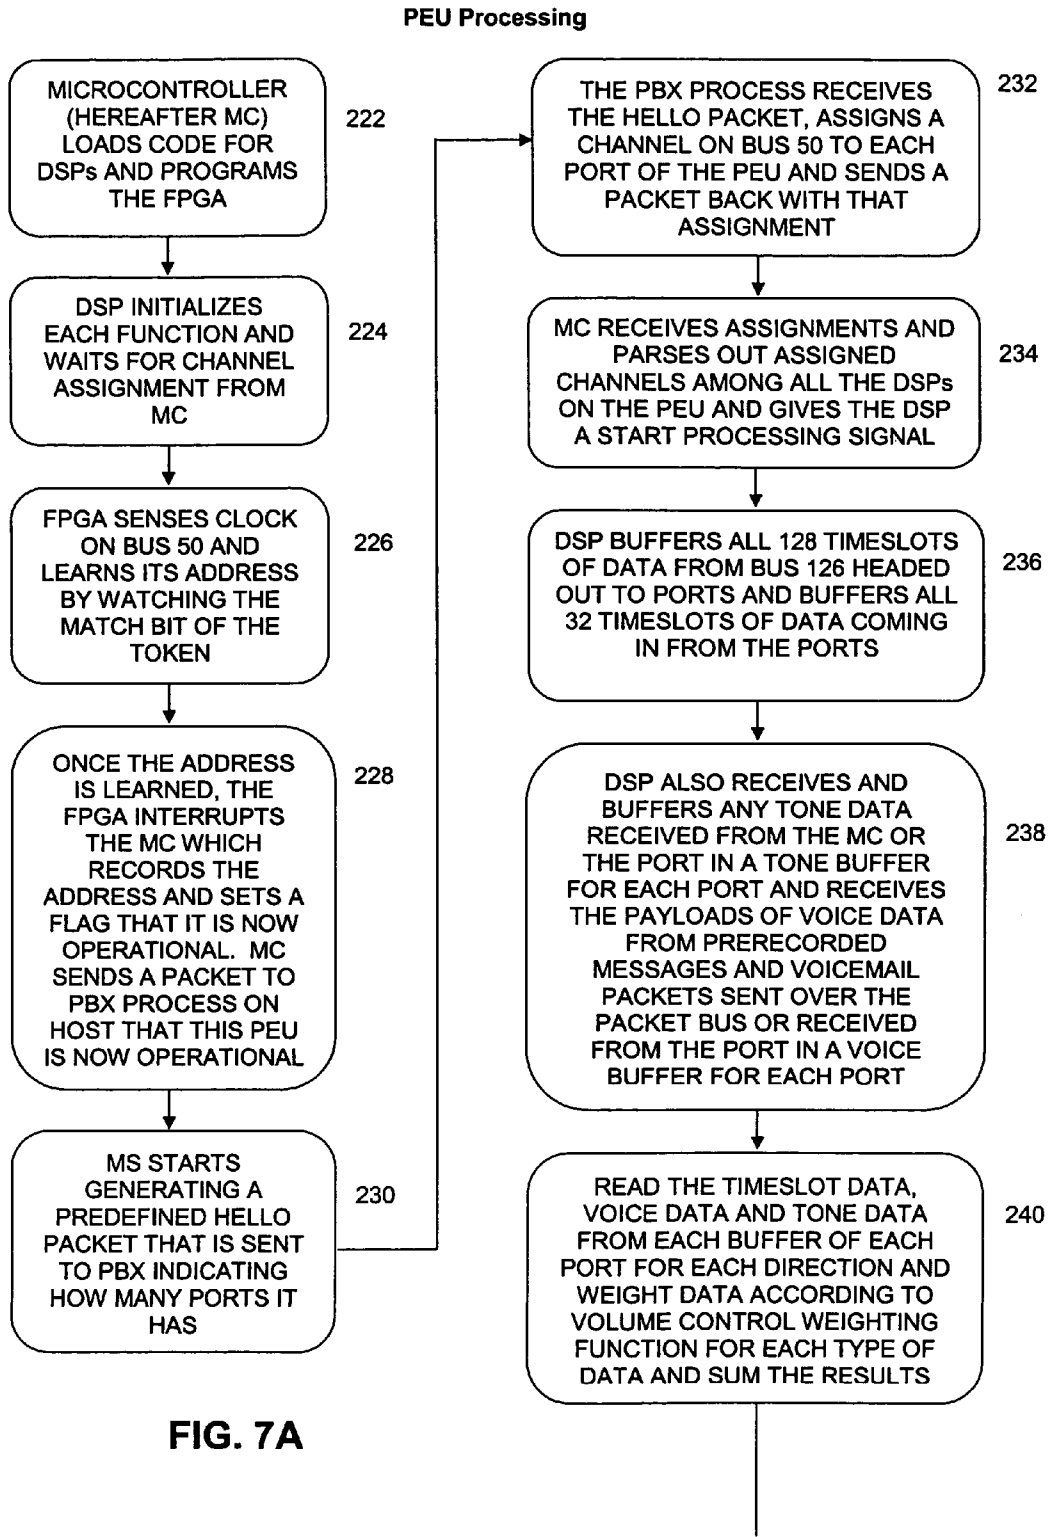 PEU Processing
MICROCONTROLLER
(HEREAFTER MC)
LOADS CODE FOR
DSPs AND PROGRAMS
THE FPGA
222
DSP INITIALIZES
EACH FUNCTION AND
WAITS FOR CHANNEL
ASSIGNMENT FROM
MC
224
FPGA SENSES CLOCK
ON BUS 50 AND
LEARNS ITS ADDRESS
BY WATCHING THE
MATCH BIT OF THE
TOKEN
226
ONCE THE ADDRESS
IS LEARNED, THE
FPGA INTERRUPTS
THE MC WHICH
RECORDS THE
ADDRESS AND SETS A
FLAG THAT IT IS NOW
OPERATIONAL. MC
SENDS A PACKET TO
PBX PROCESS ON
HOST THAT THIS PEU
IS NOW OPERATIONAL
228
MS STARTS
GENERATING A
PREDEFINED HELLO
PACKET THAT IS SENT
TO PBX INDICATING
HOW MANY PORTS IT
HAS
230
THE PBX PROCESS RECEIVES
THE HELLO PACKET, ASSIGNS A
CHANNEL ON BUS 50 TO EACH
PORT OF THE PEU AND SENDS A
PACKET BACK WITH THAT
ASSIGNMENT
232
MC RECEIVES ASSIGNMENTS AND
PARSES OUT ASSIGNED
CHANNELS AMONG ALL THE DSPs
ON THE PEU AND GIVES THE DSP
A START PROCESSING SIGNAL
234
DSP BUFFERS ALL 128 TIMESLOTS
OF DATA FROM BUS 126 HEADED
OUT TO PORTS AND BUFFERS ALL
32 TIMESLOTS OF DATA COMING
IN FROM THE PORTS
236
DSP ALSO RECEIVES AND
BUFFERS ANY TONE DATA
RECEIVED FROM THE MC OR
THE PORT IN A TONE BUFFER
FOR EACH PORT AND RECEIVES
THE PAYLOADS OF VOICE DATA
FROM PRERECORDED
MESSAGES AND VOICEMAIL
PACKETS SENT OVER THE
PACKET BUS OR RECEIVED
FROM THE PORT IN A VOICE
BUFFER FOR EACH PORT
238
READ THE TIMESLOT DATA,
VOICE DATA AND TONE DATA
FROM EACH BUFFER OF EACH
PORT FOR EACH DIRECTION AND
WEIGHT DATA ACCORDING TO
VOLUME CONTROL WEIGHTING
FUNCTION FOR EACH TYPE OF
DATA AND SUM THE RESULTS
240
FIG. 7A